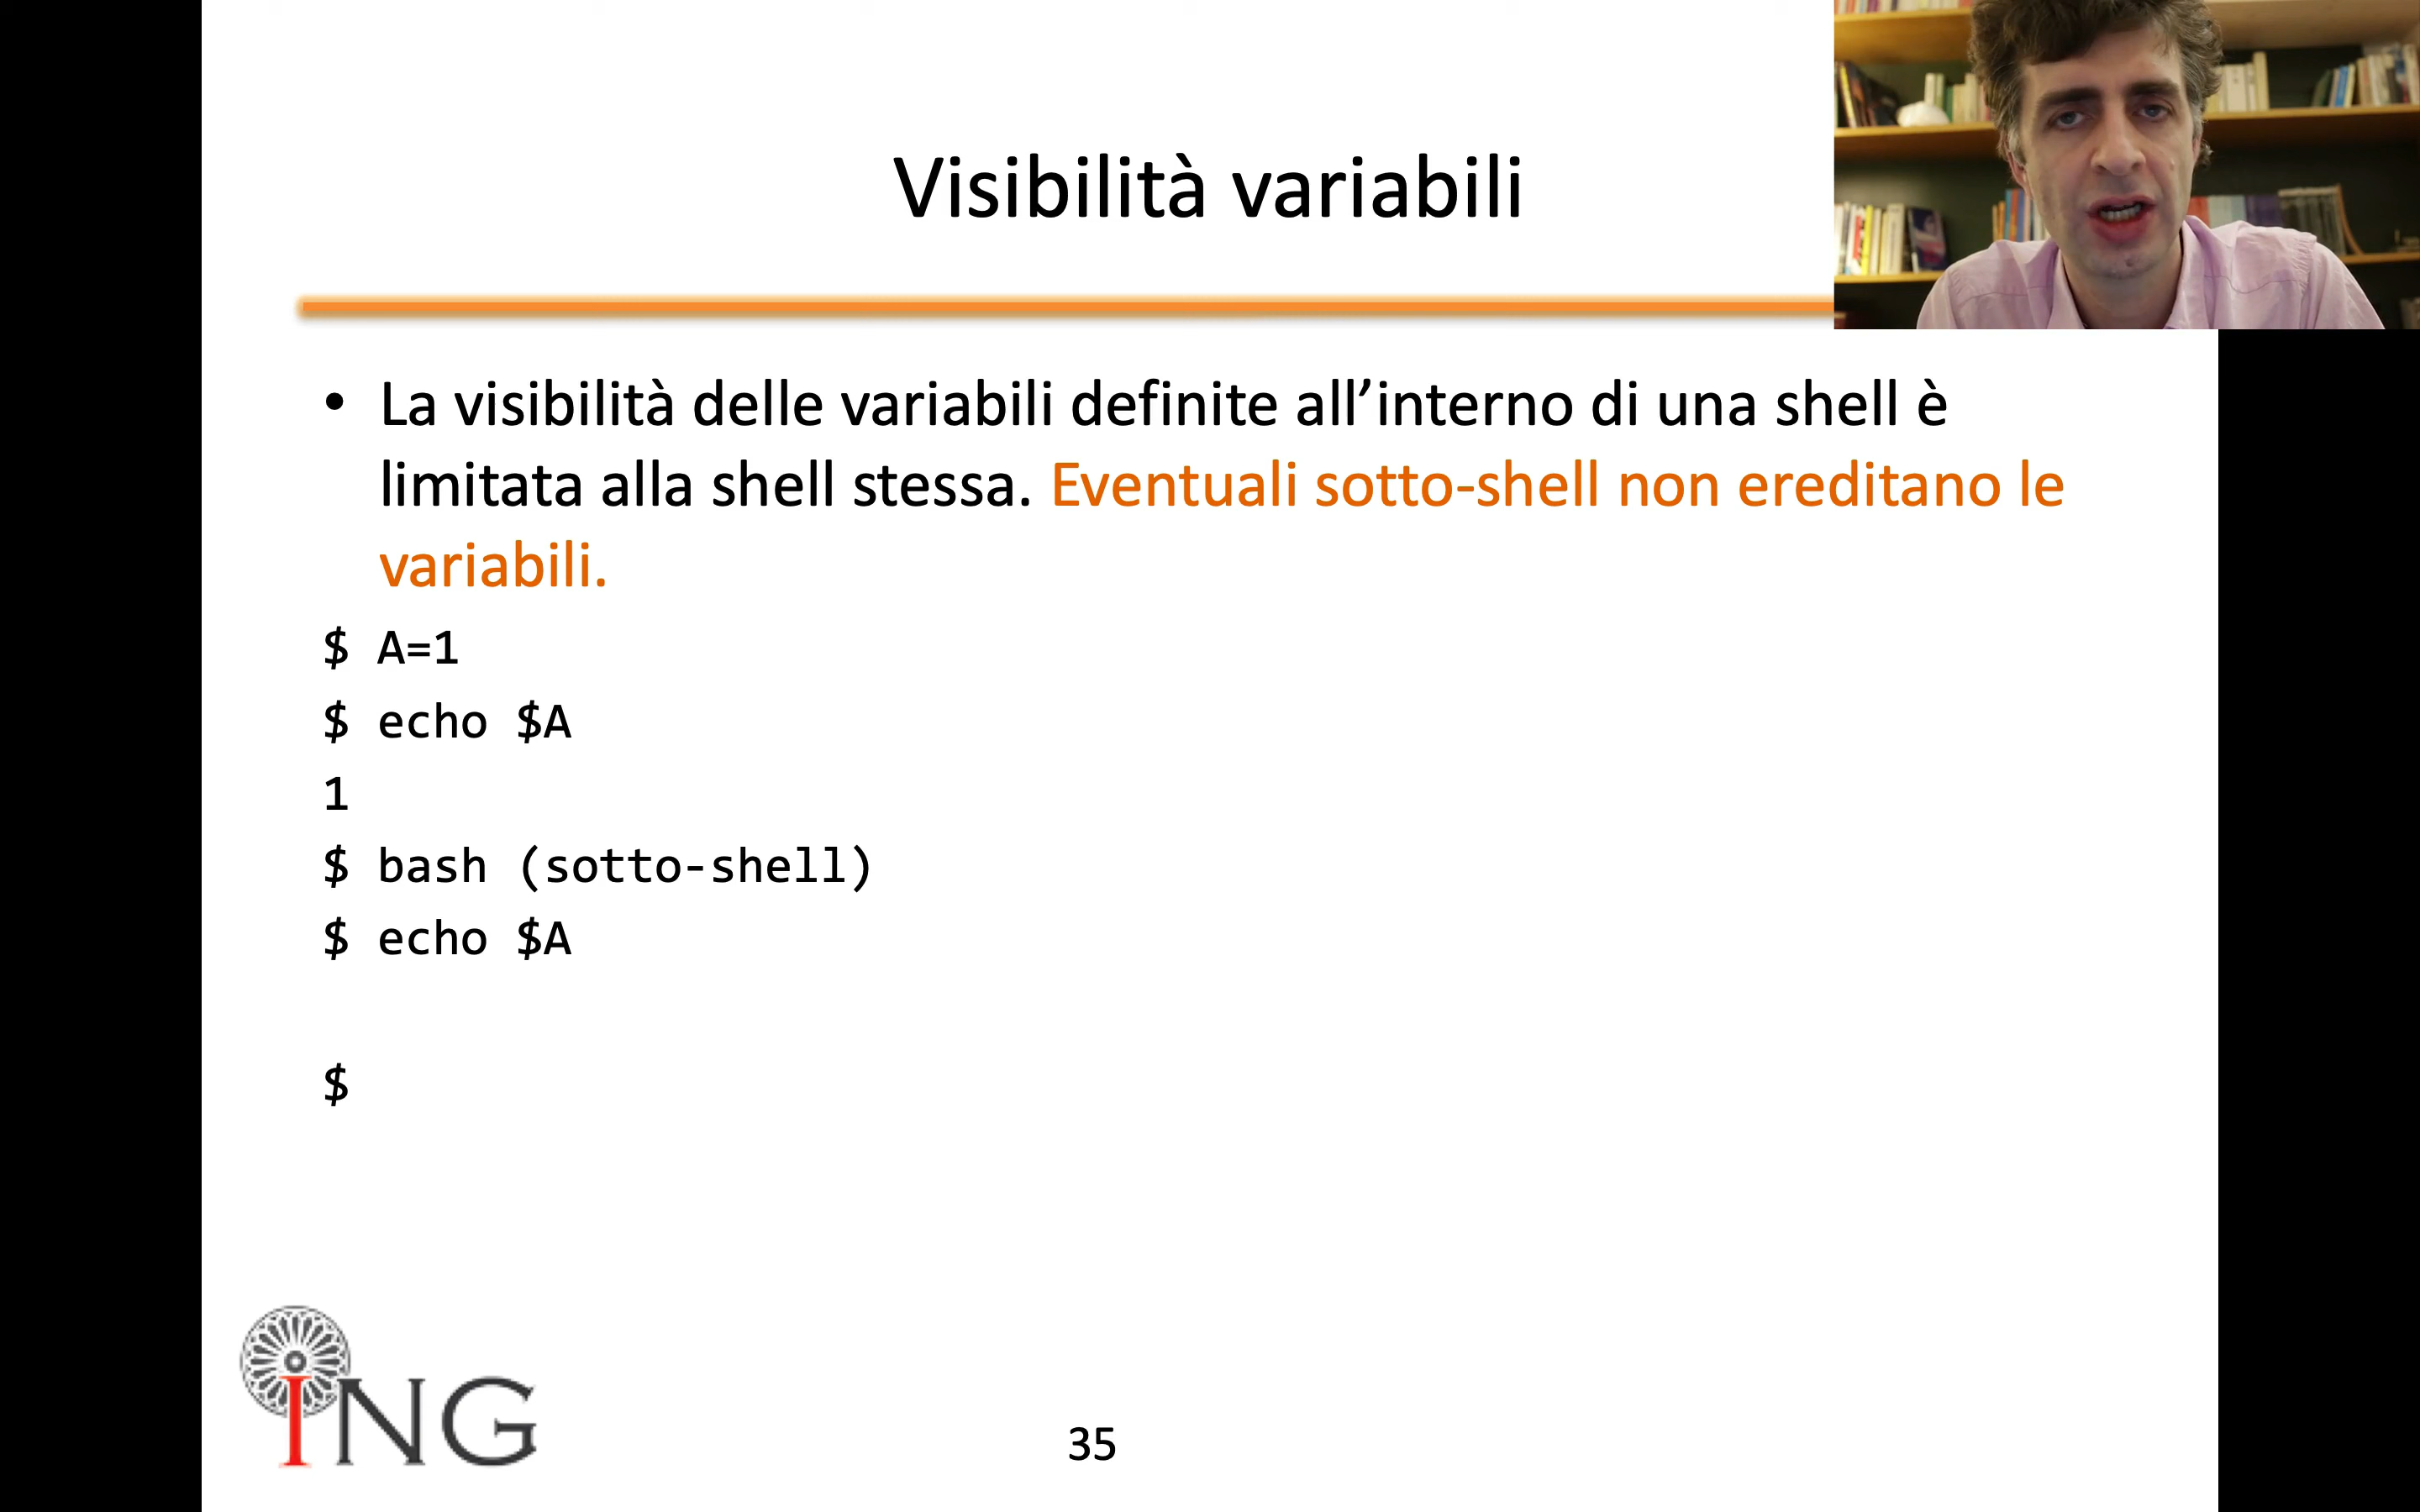 Visibilità variabili
• La visibilità delle variabili definite all’interno di una shell è
limitata alla shell stessa. Eventuali sotto-shell non ereditano le
variabili.
$ A=1
$ echo $A
1
$ bash (sotto-shell)
$ echo $A
$
ING
35